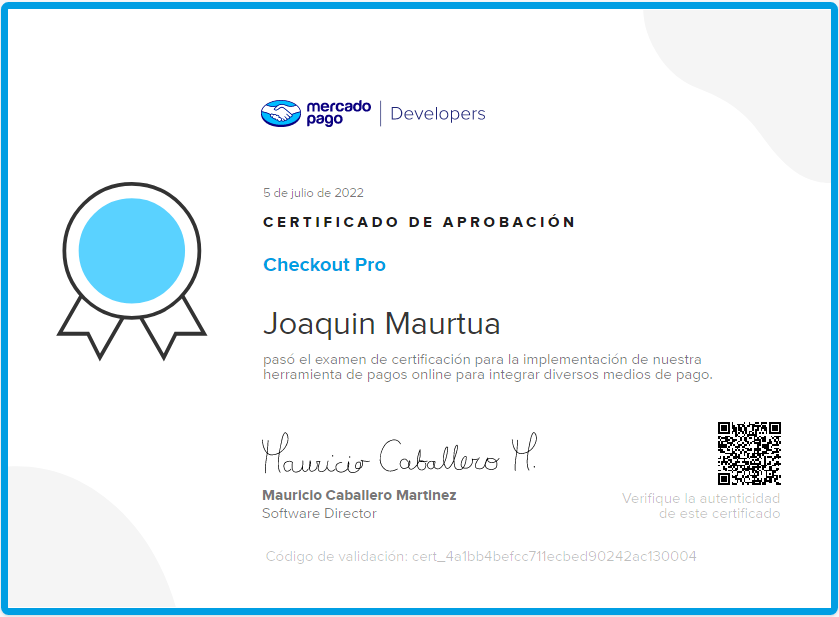 mercado
pago
Developers
5 de julio de 2022
CERTIFICADO DE APROBACIÓN
Checkout Pro
Joaquin Maurtua
pasó el examen de certificación para la implementación de nuestra
herramienta de pagos online para integrar diversos medios de pago.
Mauricio Caballero M.
Mauricio Caballero Martinez
Software Director
Verifique la autenticidad
de este certificado
Código de validación: cert_4a1bb4befcc711ecbed90242ac130004